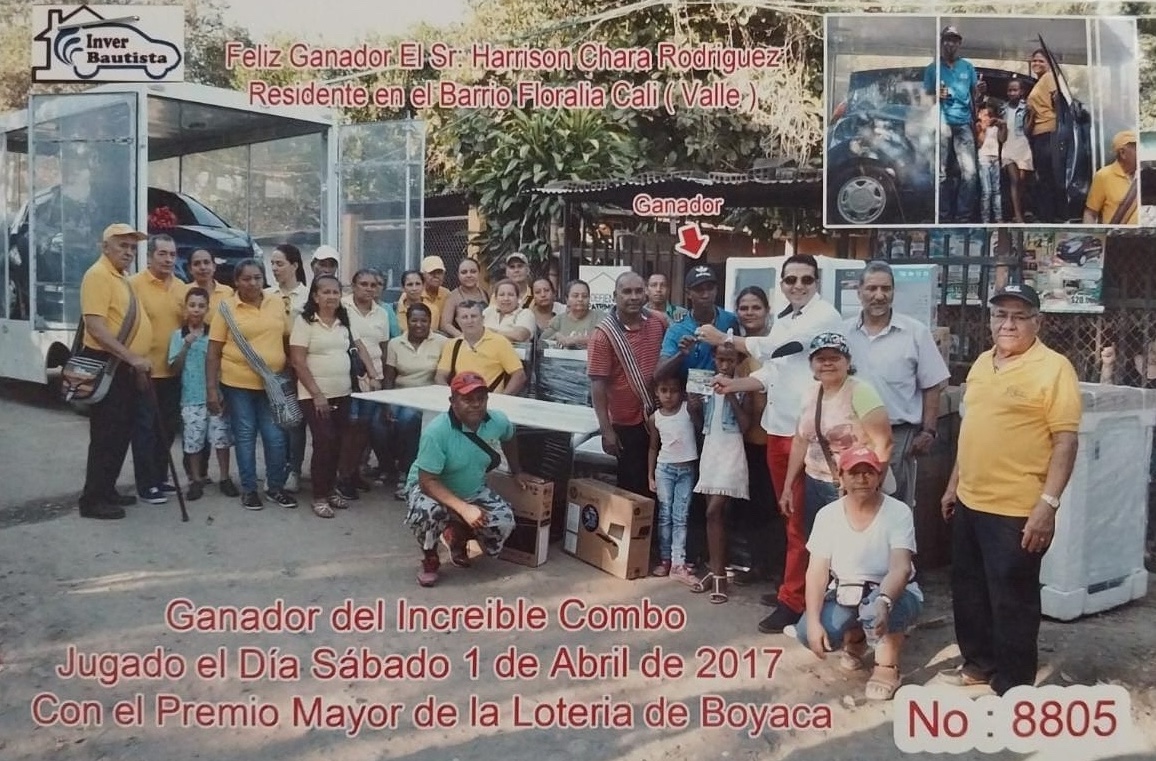 Inver
Bautista
Feliz Ganador El Sr: Harrison Chara Rodriguez
Residente en el Barrio Floralia Cali ( Valle )
Ganador
DEFIEN
PATRIMO
Ganador del Increible Combo
Jugado el Día Sábado 1 de Abril de 2017
Con el Premio Mayor de la Loteria de Boyaca
No : 8805